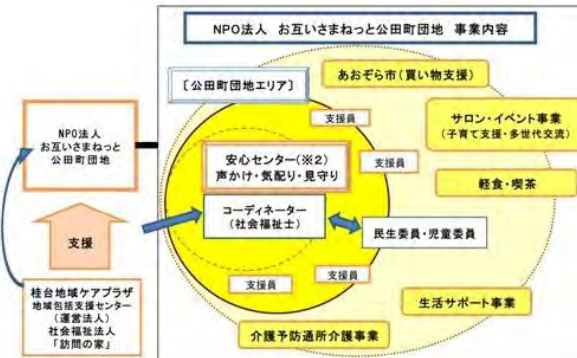 NPO法人 お互いさまねっと公田町団地 事業内容
あおぞら市(買い物支援)
[公田町団地エリア]
支援員
サロン・イベント事業
(子育て支援・多世代交流)
NPO法人
お互いさまねっと
公田町団地
安心センター(※2)
声かけ・気配り・見守り
支援員
軽食・喫茶
コーディネーター
(社会福祉士)
民生委員・児童委員
支援
支援員
支援員
桂台地域ケアプラザ
地域包括支援センター
(運営法人)
社会福祉法人
「訪問の家」
生活サポート事業
介護予防通所介護事業